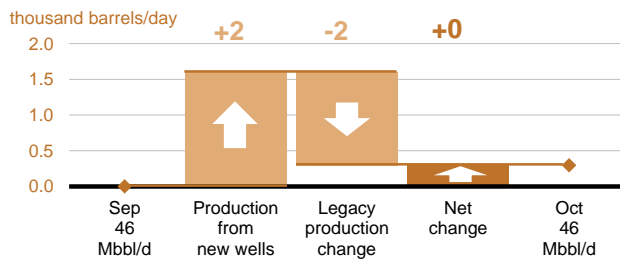 thousand barrels/day
+2 -2 +0
2.0
1.5
1.0
0.5
0.0
Sep
46
Mbbl/d
Production
from
new wells
Legacy
production
change
Net
change
Oct
46
Mbbl/d